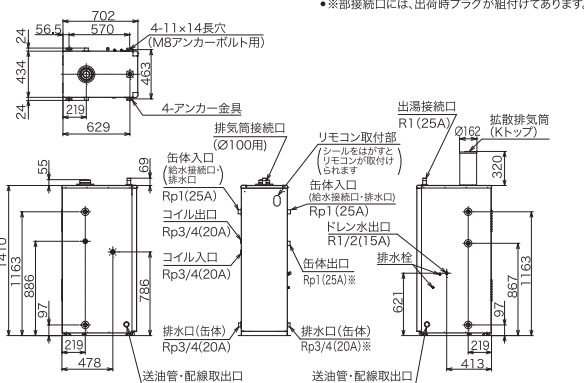 ●※部接続口には、出荷時プラグが組付けてあります。
702
56.5
570
4-11×14長穴
(M8アンカーボルト用)
24
434
24
463
219
629
4-アンカー金具
排気筒接続口
(Ø100用)
リモコン取付部
(シールをはがすと
リモコンが取付け
られます)
出湯接続口
R1(25A)
Ø162
拡散排気筒
(Kトップ)
320
55
69
缶体入口
(給水接続口・
排水口)
Rp1(25A)
コイル出口
Rp3/4(20A)
コイル入口
Rp3/4(20A)
缶体入口
(給水接続口・排水口)
Rp1(25A)
ドレン水出口
R1/2(15A)
排水栓
缶体出口
Rp1(25A)※
1410
1163
886
97
786
621
867
1163
97
排水口(缶体)
Rp3/4(20A)
排水口(缶体)
Rp3/4(20A)※
219
478
219
413
送油管・配線取出口
送油管・配線取出口